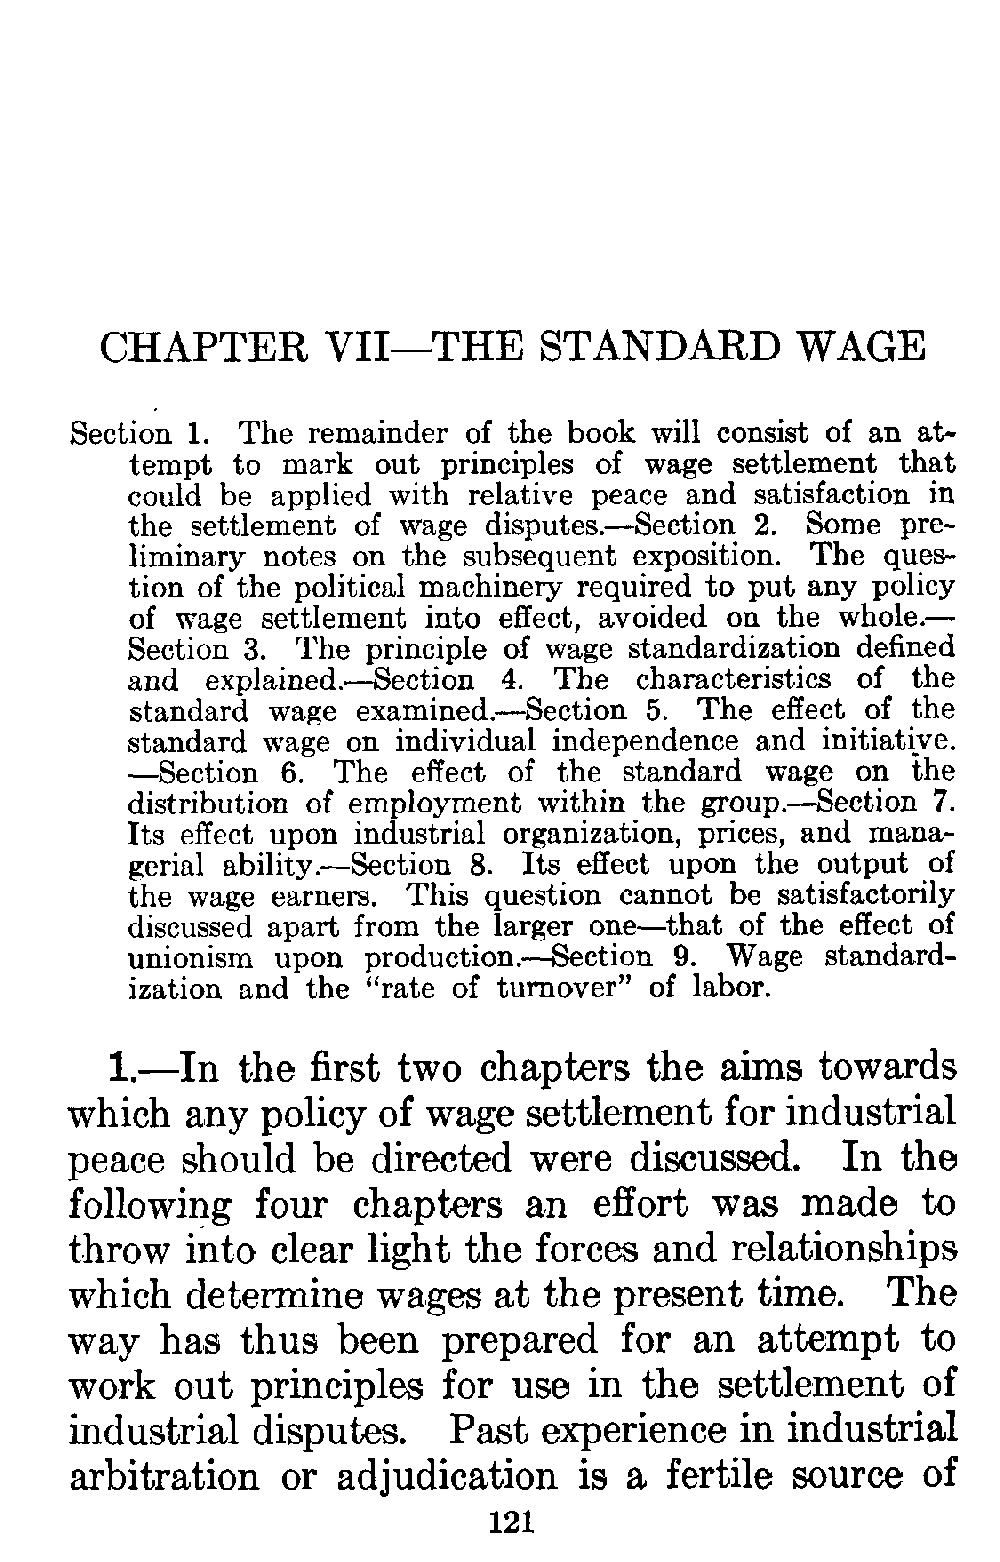 CHAPTER VII—THE STANDARD WAGE
Section 1. The remainder of the book will consist of an at-
tempt to mark out principles of wage settlement that
could be applied with relative peace and satisfaction in
the settlement of wage disputes.—Section 2. Some pre-
liminary notes on the subsequent exposition. The ques-
tion of the political machinery required to put any policy
of wage settlement into effect, avoided on the whole.—
Section 3. The principle of wage standardization defined
and explained.—Section 4. The characteristics of the
standard wage examined.—Section 5. The effect of the
standard wage on individual independence and initiative.
—Section 6. The effect of the standard wage on the
distribution of employment within the group.—Section 7.
Its effect upon industrial organization, prices, and mana-
gerial ability.—Section 8. Its effect upon the output of
the wage earners. This question cannot be satisfactorily
discussed apart from the larger one—that of the effect of
unionism upon production.—Section 9. Wage standard-
ization and the “rate of turnover” of labor.
1.—In the first two chapters the aims towards
which any policy of wage settlement for industrial
peace should be directed were discussed. In the
following four chapters an effort was made to
throw into clear light the forces and relationships
which determine wages at the present time. The
way has thus been prepared for an attempt to
work out principles for use in the settlement of
industrial disputes. Past experience in industrial
arbitration or adjudication is a fertile source of
121